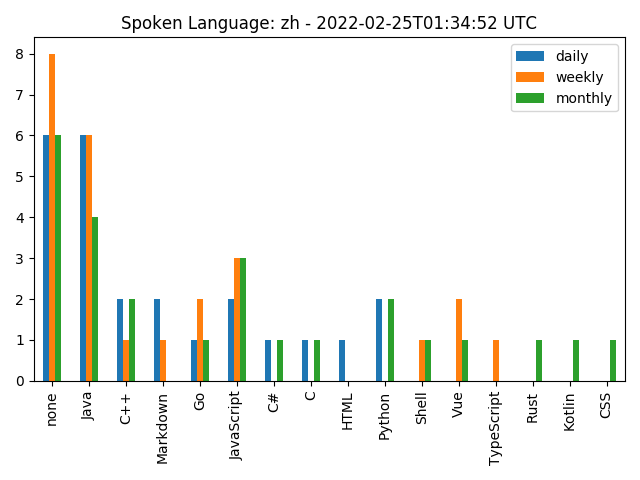 Spoken Language: zh - 2022-02-25T01:34:52 UTC
daily
weekly
monthly
8
7
6
5
4
3
2
1
0
none
Java
C++
Markdown
Go
JavaScript
C#
C
HTML
Python
Shell
Vue
TypeScript
Rust
Kotlin
CSS